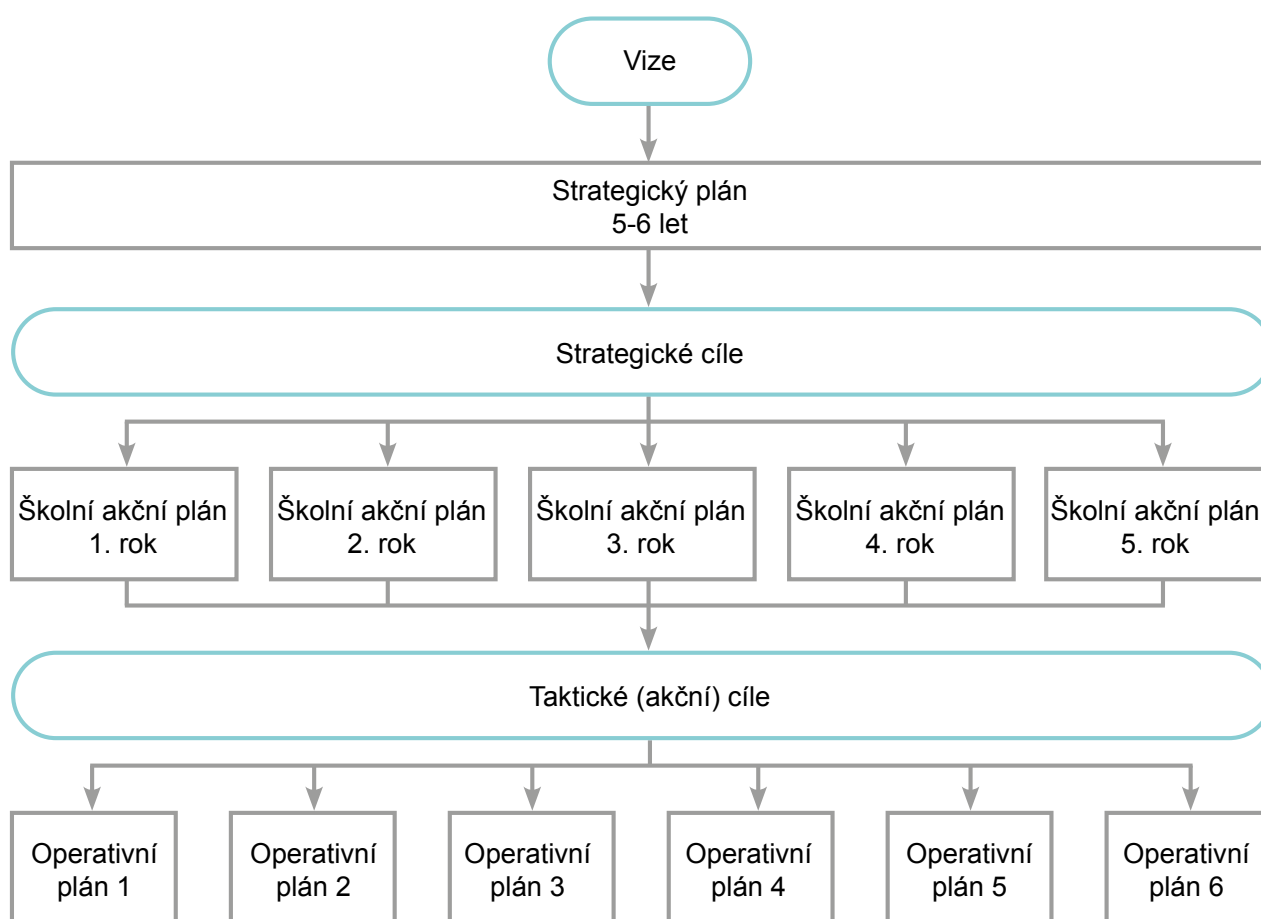 Vize
Strategický plán
5-6 let
Strategické cíle
Školní akční plán
1. rok
Školní akční plán
2. rok
Školní akční plán
3. rok
Školní akční plán
4. rok
Školní akční plán
5. rok
Taktické (akční) cíle
Operativní
plán 1
Operativní
plán 2
Operativní
plán 3
Operativní
plán 4
Operativní
plán 5
Operativní
plán 6